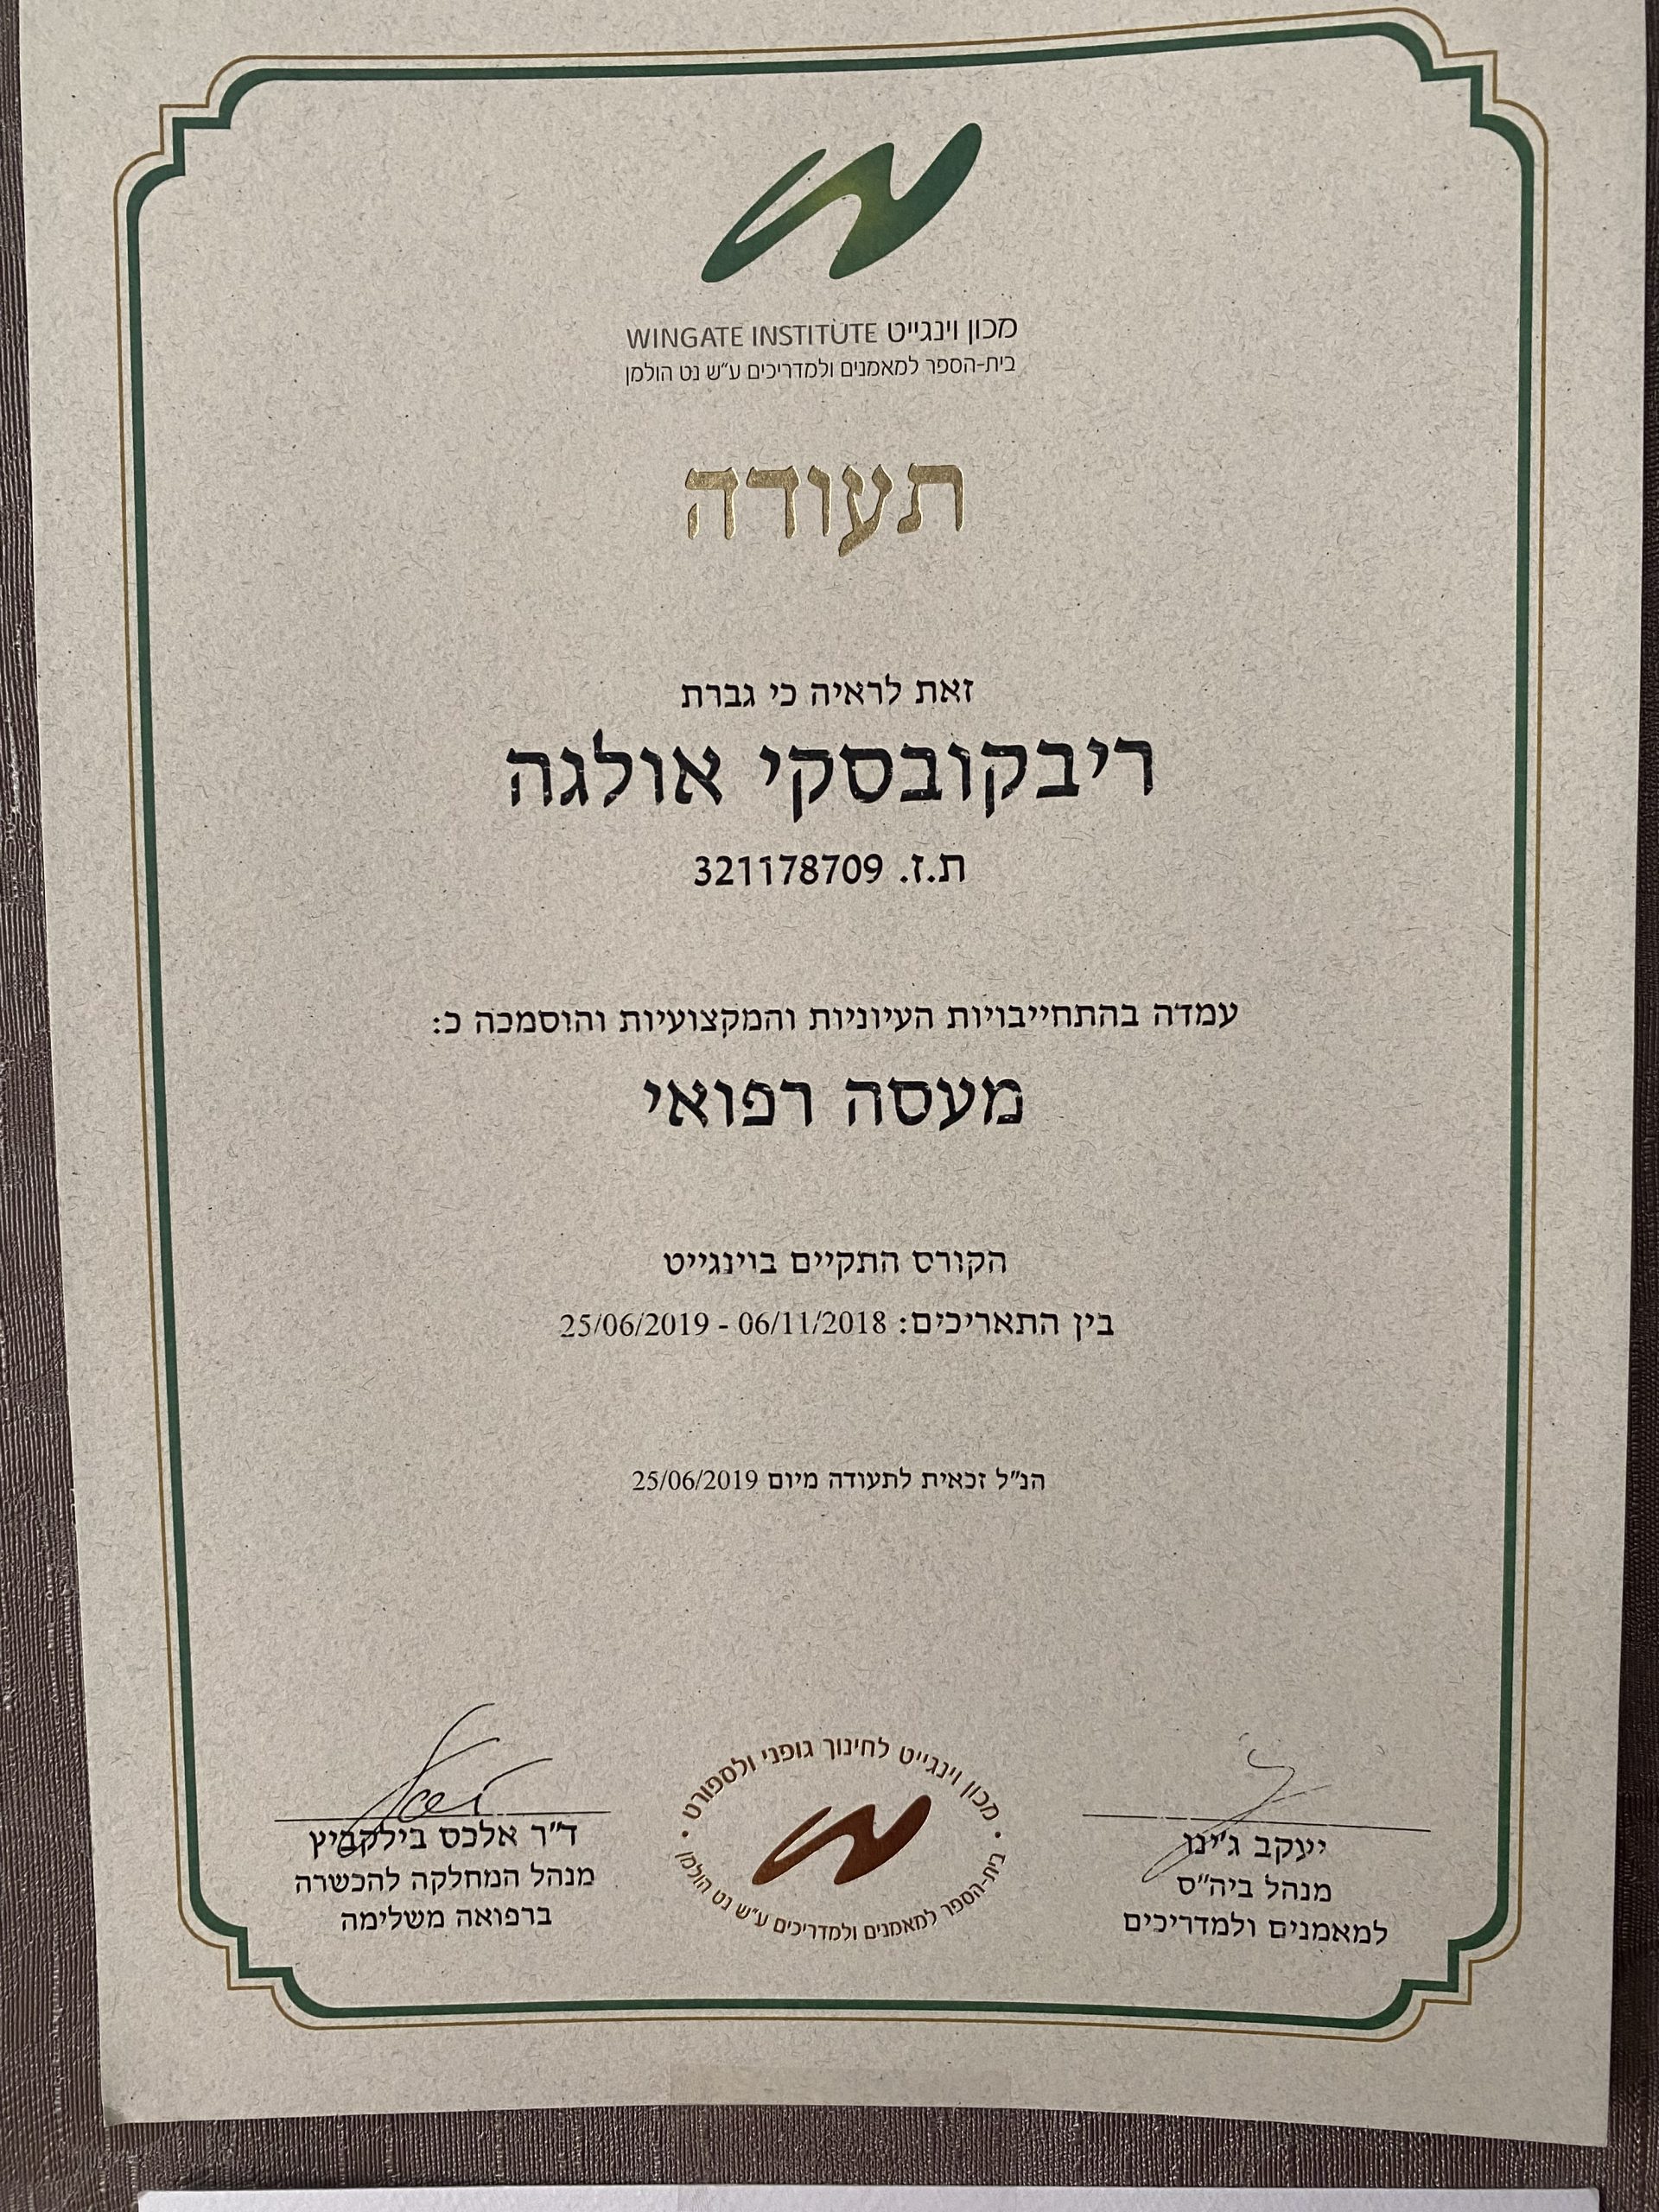 מכון וינגייט WINGATE INSTITUTE
בית-הספר למאמנים ולמדריכים ע״ש נט הולמן
תעודה
זאת לראיה כי גברת
ריבקובסקי אולגה
ת.ז. 321178709
עמדה בהתחייבויות העיוניות והמקצועיות והוסמכה כ:
מעסה רפואי
הקורס התקיים בוינגייט
בין התאריכים: 06/11/2018 - 25/06/2019
הנ״ל זכאית לתעודה מיום 25/06/2019
יעקב ג׳ינו
מנהל ביה״ס
למאמנים ולמדריכים
מכון וינגייט לחינוך גופני ולספורט
בית-הספר למאמנים ולמדריכים ע״ש נט הולמן
ד״ר אלכס בילקביץ
מנהל המחלקה להכשרה
ברפואה משלימה